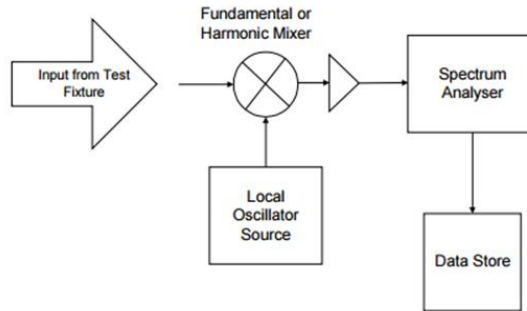 Fundamental or
Harmonic Mixer
Input from Test
Fixture
Spectrum
Analyser
Local
Oscillator
Source
Data Store